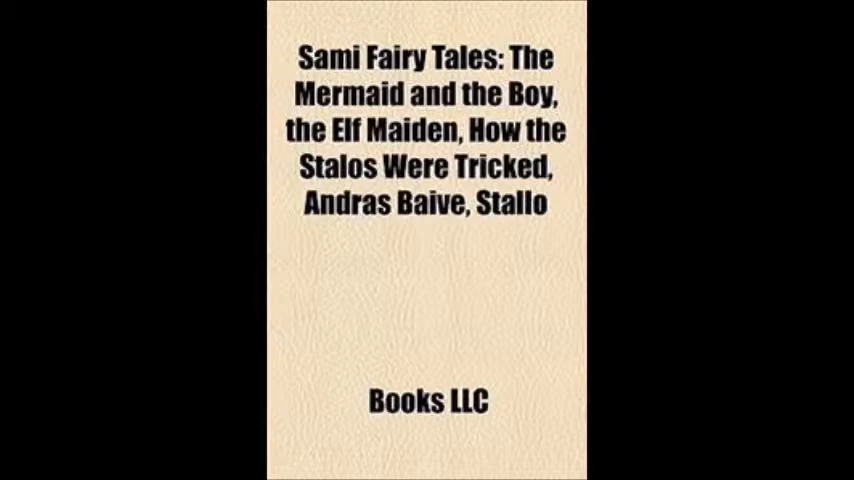 Sami Fairy Tales: The
Mermaid and the Boy,
the Elf Maiden, How the
Stalos Were Tricked,
Andras Baive, Stallo
Books LLC